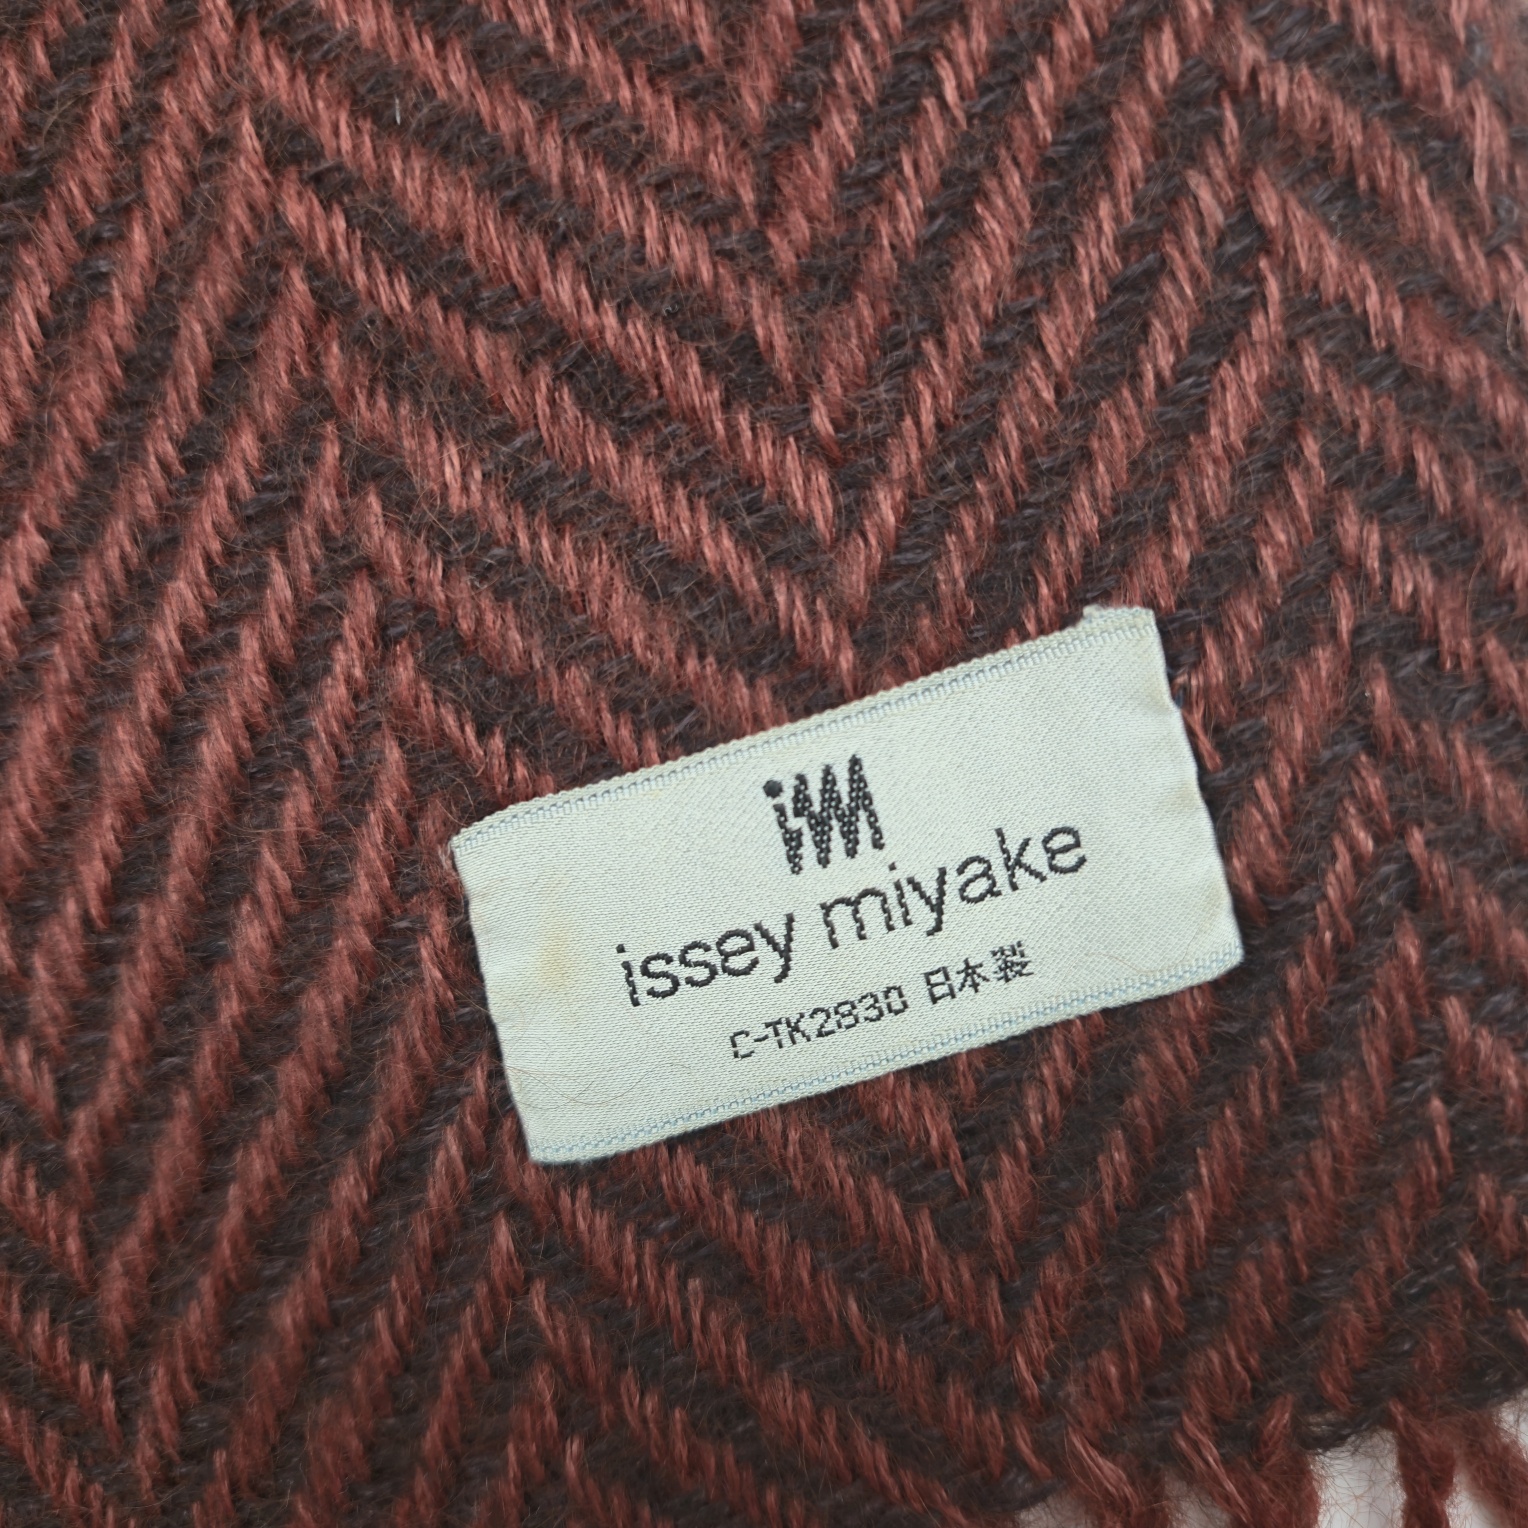 im
issey miyake
C-TK2830 日本製